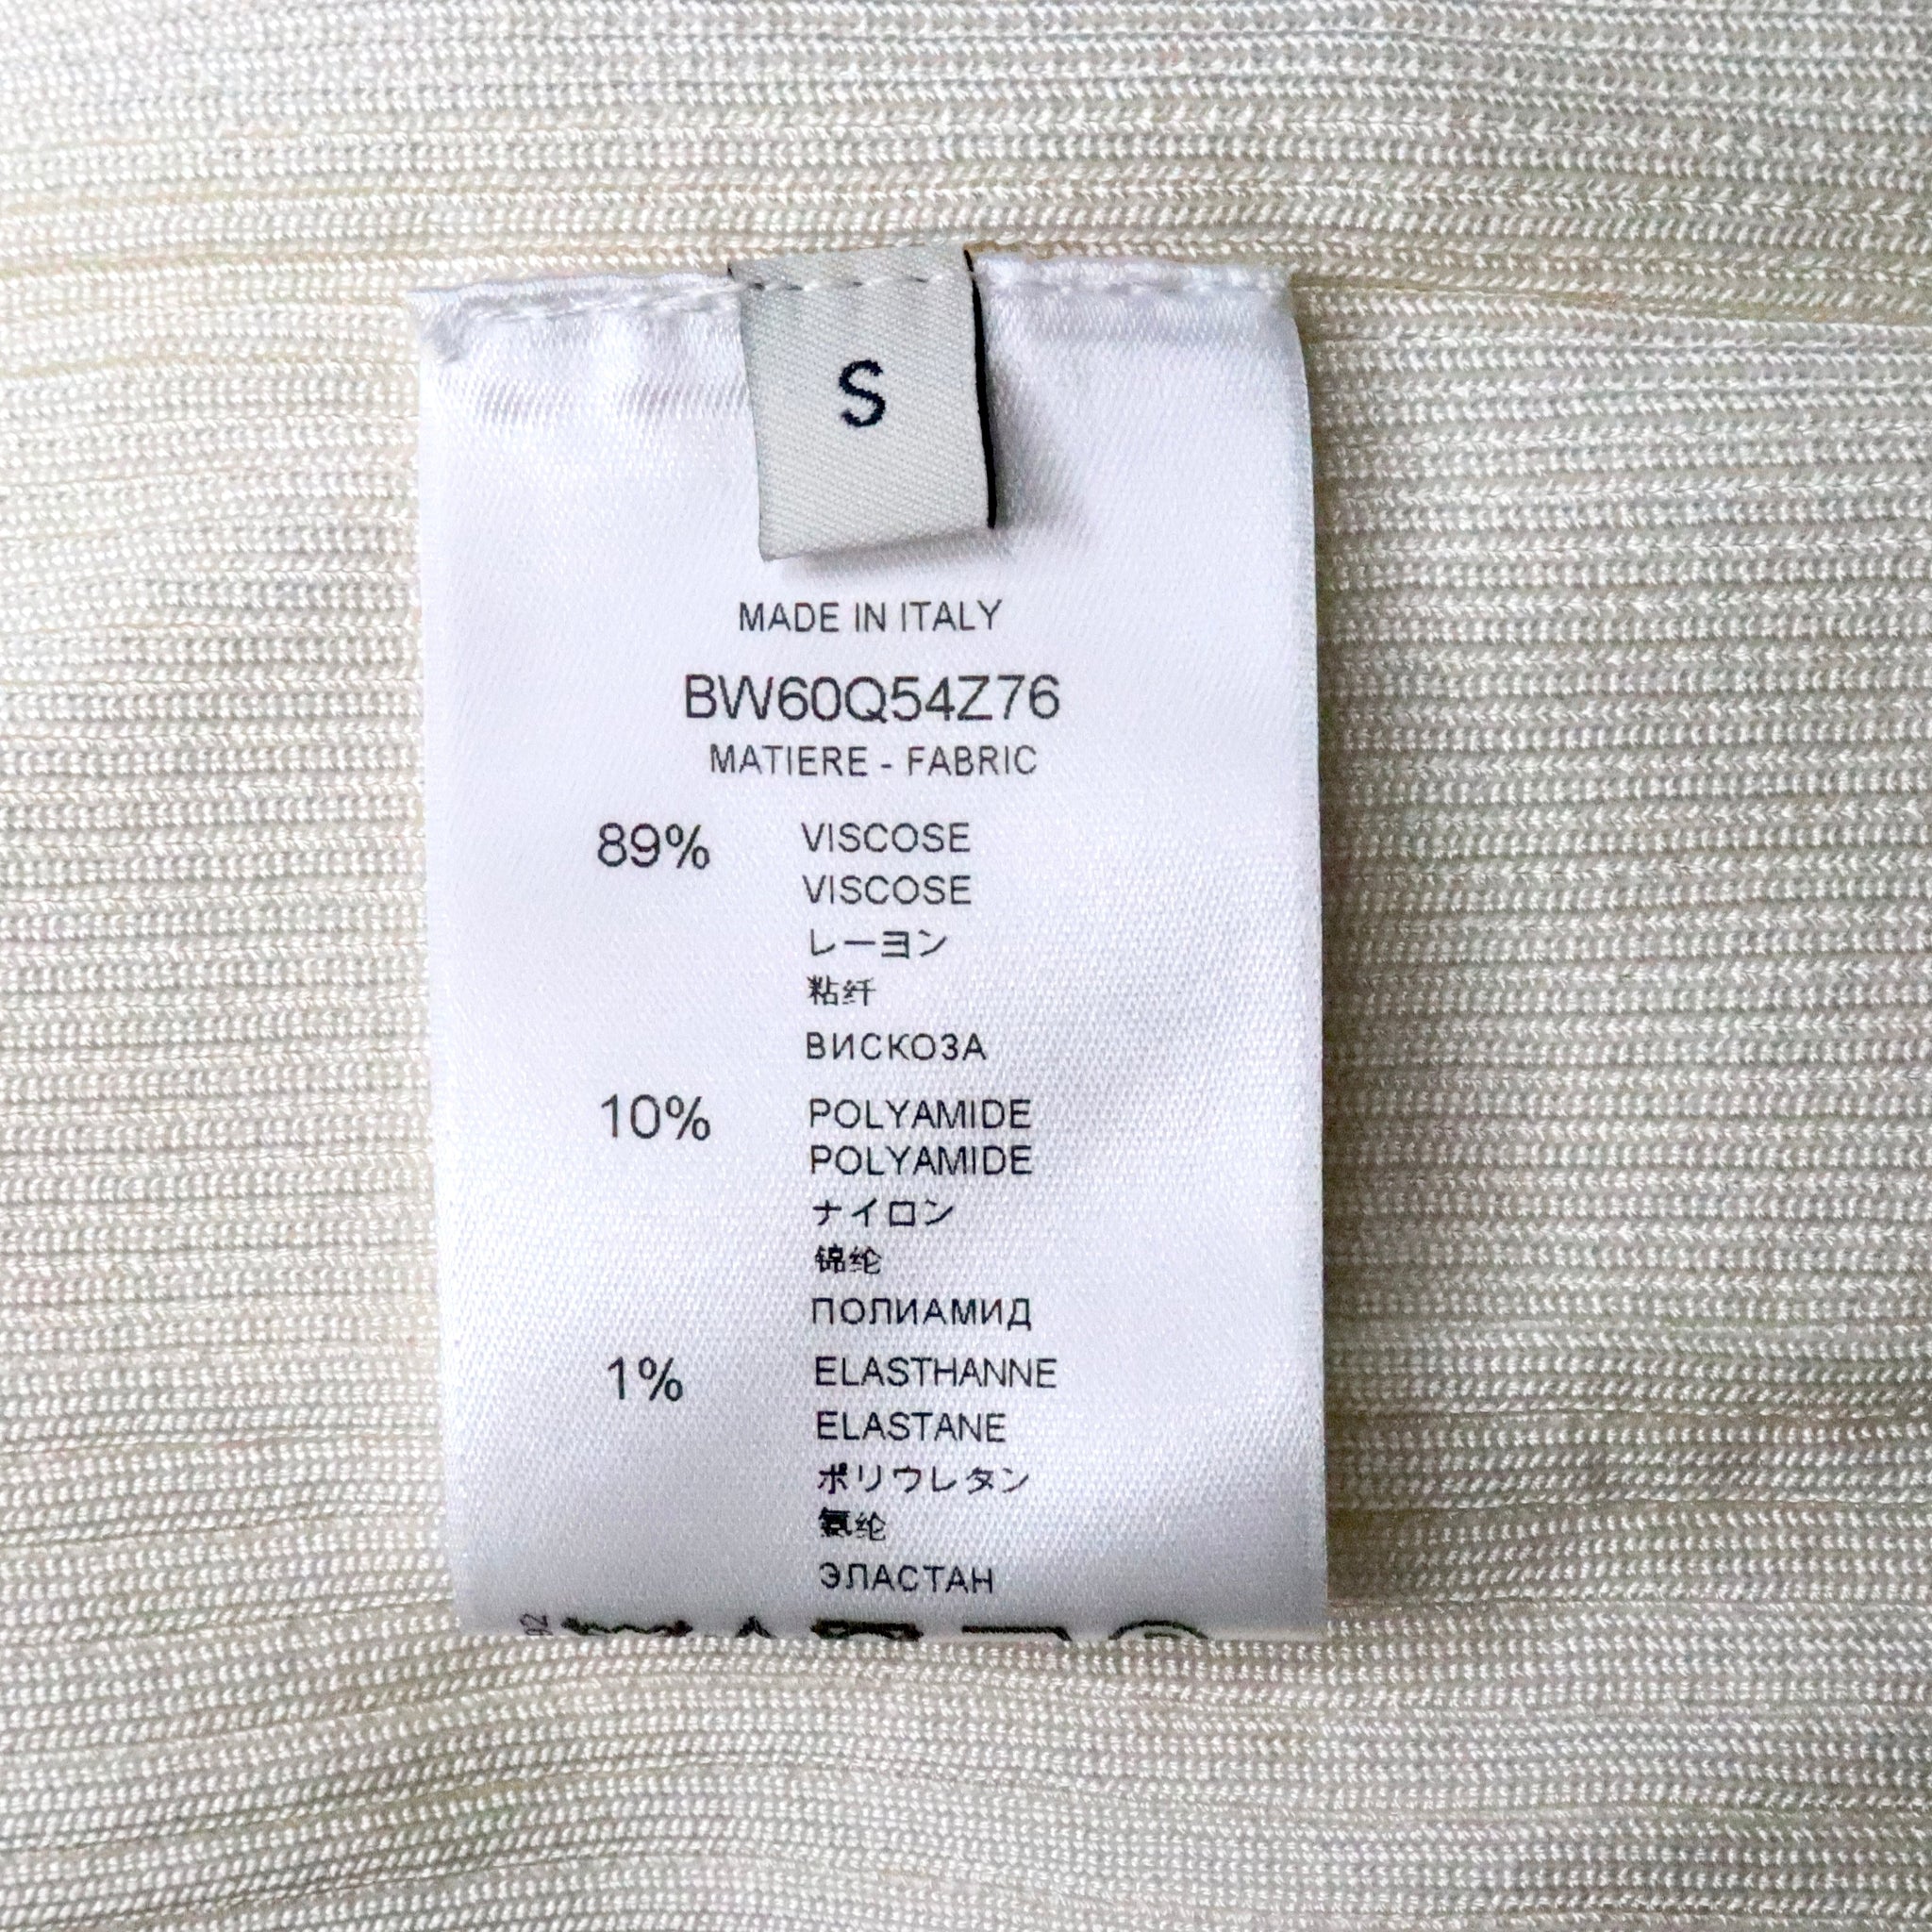 S
MADE IN ITALY
BW60Q54Z76
MATIERE - FABRIC
89% VISCOSE
VISCOSE
レーヨン
粘纤
ВИСКОЗА
10% POLYAMIDE
POLYAMIDE
ナイロン
锦纶
ПОЛИАМИД
1% ELASTHANNE
ELASTANE
ポリウレタン
氨纶
ЭЛАСТАН